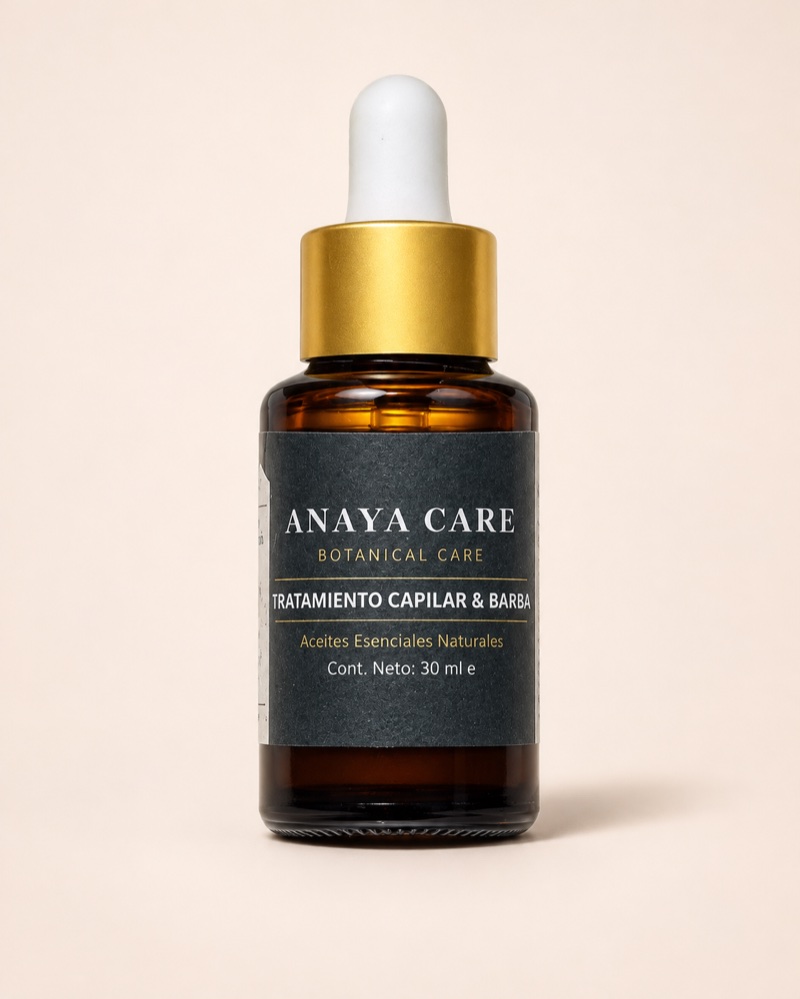 ANAYA CARE
BOTANICAL CARE
TRATAMIENTO CAPILAR & BARBA
Aceites Esenciales Naturales
Cont. Neto: 30 ml e